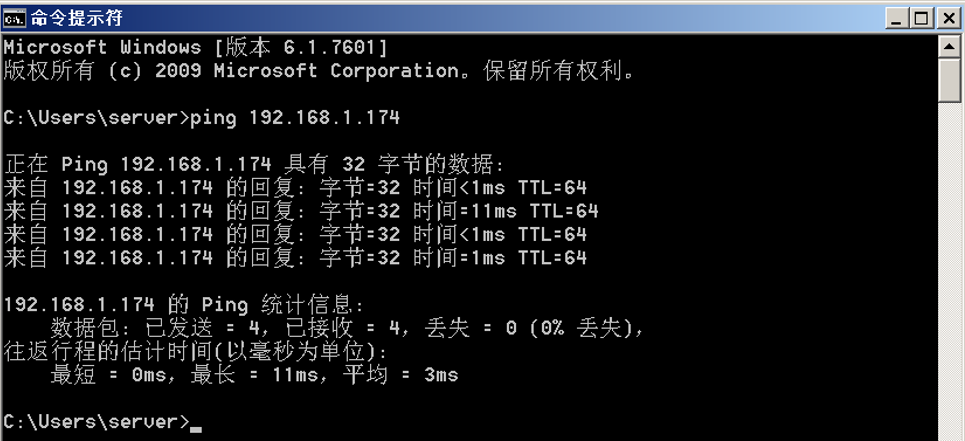 命令提示符
Microsoft Windows [版本 6.1.7601]
版权所有 (c) 2009 Microsoft Corporation。保留所有权利。
C:\Users\server>ping 192.168.1.174
正在 Ping 192.168.1.174 具有 32 字节的数据:
来自 192.168.1.174 的回复: 字节=32 时间<1ms TTL=64
来自 192.168.1.174 的回复: 字节=32 时间=11ms TTL=64
来自 192.168.1.174 的回复: 字节=32 时间<1ms TTL=64
来自 192.168.1.174 的回复: 字节=32 时间=1ms TTL=64
192.168.1.174 的 Ping 统计信息:
数据包: 已发送 = 4，已接收 = 4，丢失 = 0 (0% 丢失)，
往返行程的估计时间(以毫秒为单位):
最短 = 0ms，最长 = 11ms，平均 = 3ms
C:\Users\server>_